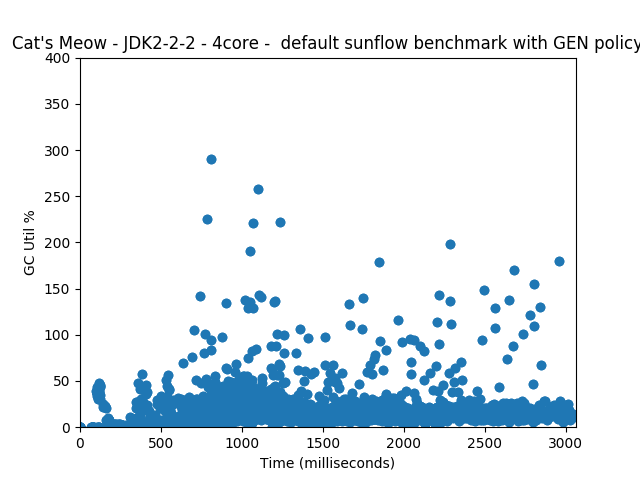 Cat's Meow - JDK2-2-2 - 4core -  default sunflow benchmark with GEN policy
400
350
300
250
200
150
100
50
0
GC Util %
0 500 1000 1500 2000 2500 3000
Time (milliseconds)